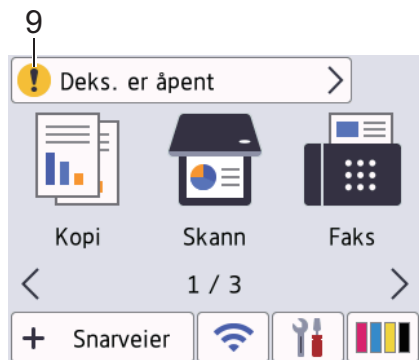 9
! Deks. er åpent
Kopi Skann Faks
1 / 3
+ Snarveier